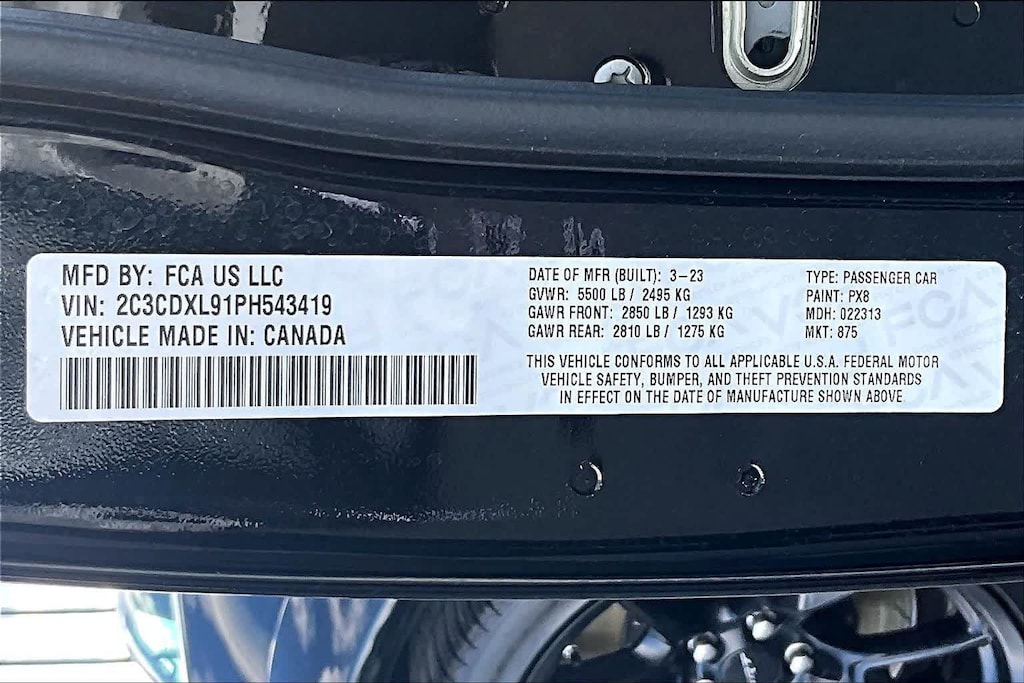 MFD BY: FCA US LLC
VIN: 2C3CDXL91PH543419
VEHICLE MADE IN: CANADA
DATE OF MFR (BUILT): 3-23
GVWR: 5500 LB / 2495 KG
GAWR FRONT: 2850 LB / 1293 KG
GAWR REAR: 2810 LB / 1275 KG
TYPE: PASSENGER CAR
PAINT: PX8
MDH: 022313
MKT: 875
THIS VEHICLE CONFORMS TO ALL APPLICABLE U.S.A. FEDERAL MOTOR
VEHICLE SAFETY, BUMPER, AND THEFT PREVENTION STANDARDS
IN EFFECT ON THE DATE OF MANUFACTURE SHOWN ABOVE.
FCA